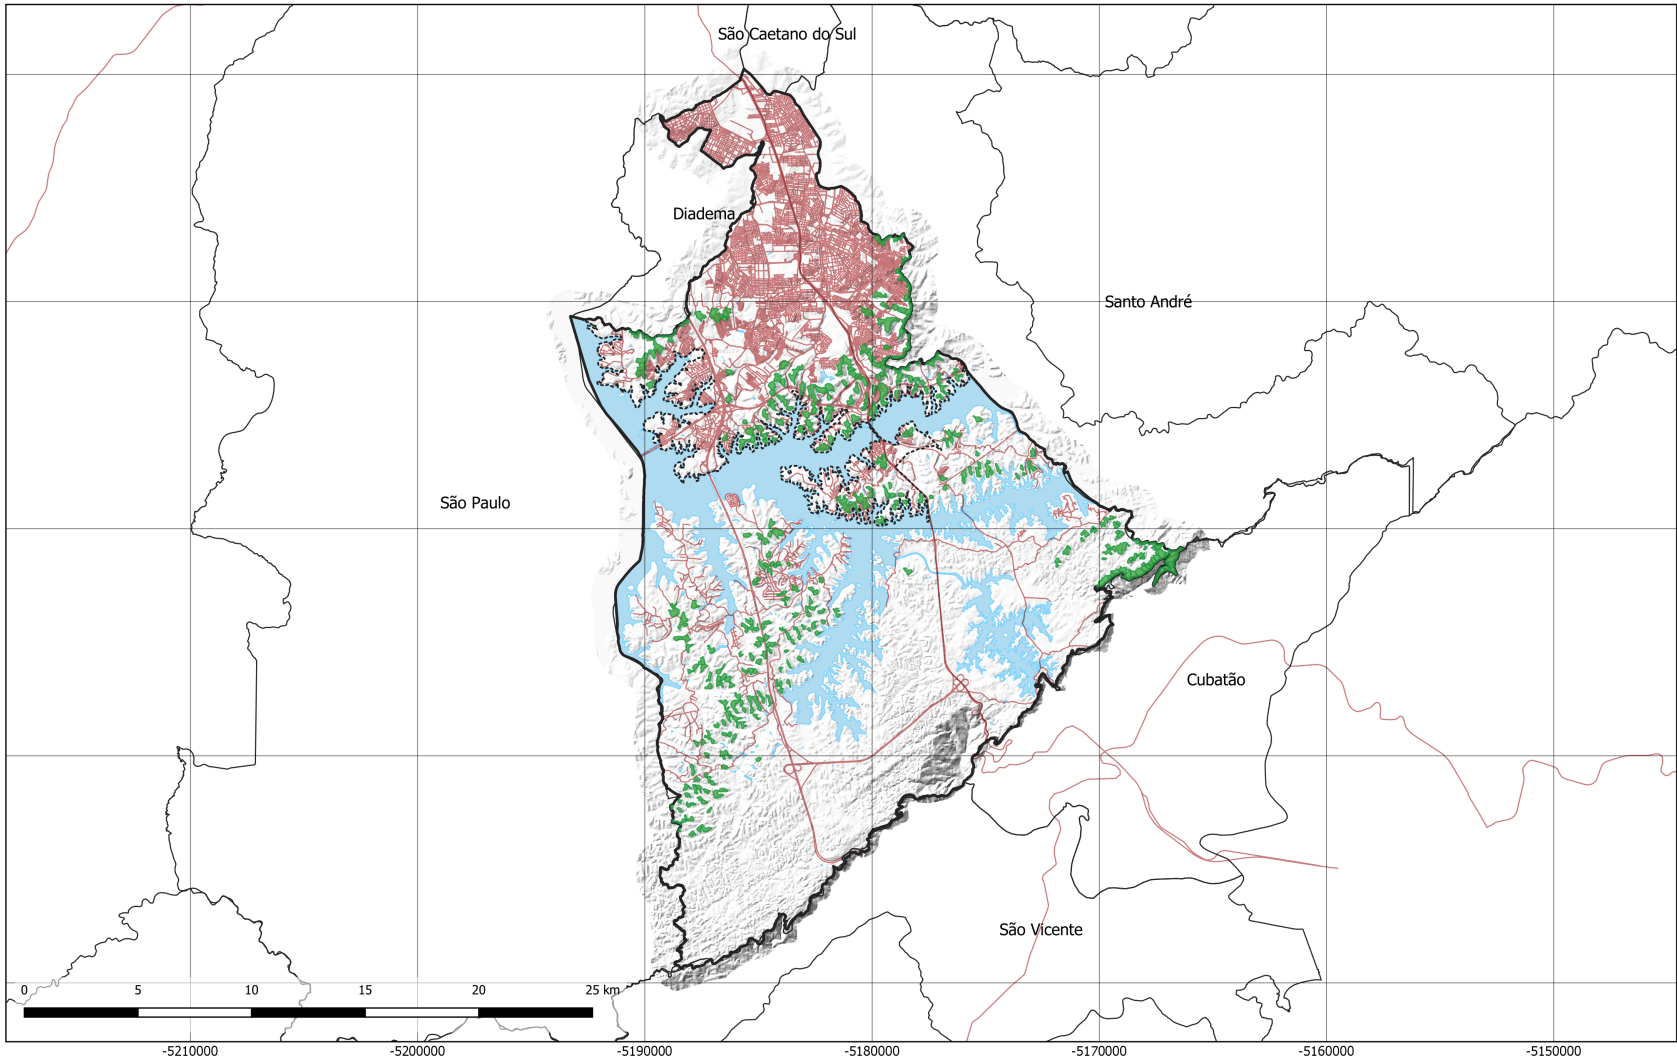 São Caetano do Sul
Diadema
Santo André
São Paulo
Cubatão
São Vicente
0 5 10 15 20 25 km
-5210000 -5200000 -5190000 -5180000 -5170000 -5160000 -5150000